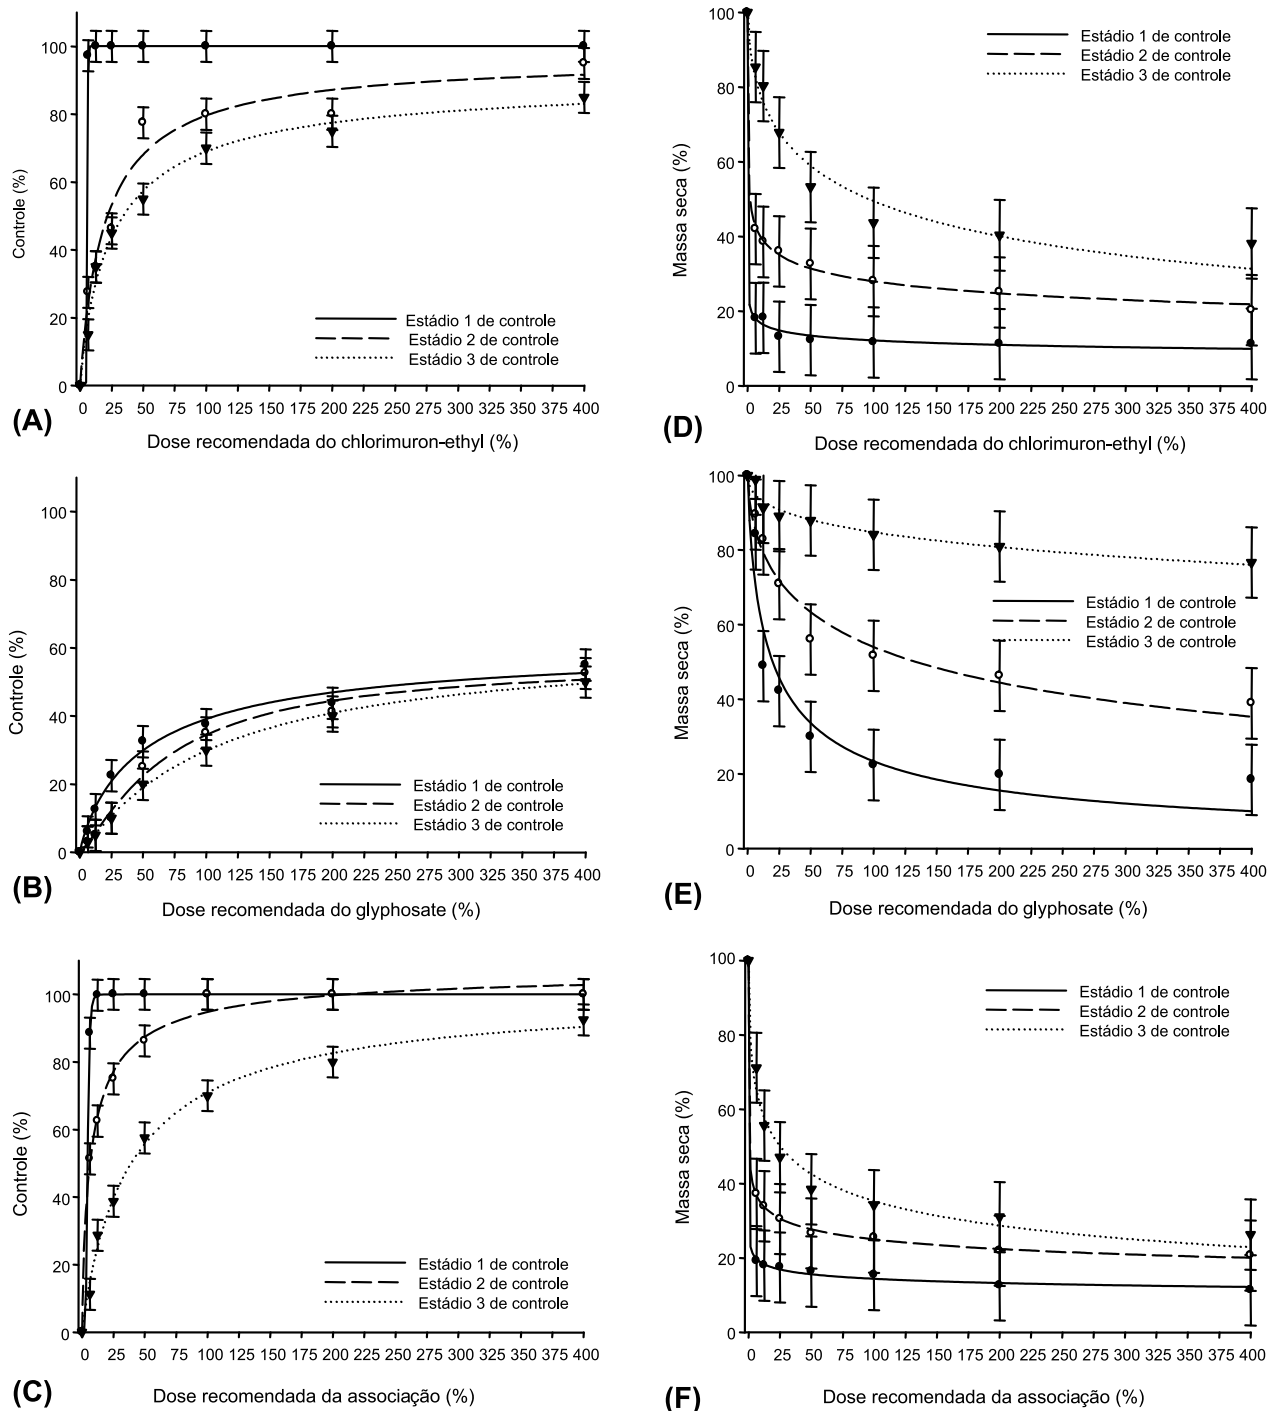 100
80
60
40
20
0
Controle (%)
Estádio 1 de controle
Estádio 2 de controle
Estádio 3 de controle
0 25 50 75 100 125 150 175 200 225 250 275 300 325 350 375 400
(A)
Dose recomendada do chlorimuron-ethyl (%)
100
80
60
40
20
0
Massa seca (%)
Estádio 1 de controle
Estádio 2 de controle
Estádio 3 de controle
0 25 50 75 100 125 150 175 200 225 250 275 300 325 350 375 400
(D)
Dose recomendada do chlorimuron-ethyl (%)
100
80
60
40
20
0
Controle (%)
Estádio 1 de controle
Estádio 2 de controle
Estádio 3 de controle
0 25 50 75 100 125 150 175 200 225 250 275 300 325 350 375 400
(B)
Dose recomendada do glyphosate (%)
100
80
60
40
20
0
Massa seca (%)
Estádio 1 de controle
Estádio 2 de controle
Estádio 3 de controle
0 25 50 75 100 125 150 175 200 225 250 275 300 325 350 375 400
(E)
Dose recomendada do glyphosate (%)
100
80
60
40
20
0
Controle (%)
Estádio 1 de controle
Estádio 2 de controle
Estádio 3 de controle
0 25 50 75 100 125 150 175 200 225 250 275 300 325 350 375 400
(C)
Dose recomendada da associação (%)
100
80
60
40
20
0
Massa seca (%)
Estádio 1 de controle
Estádio 2 de controle
Estádio 3 de controle
0 25 50 75 100 125 150 175 200 225 250 275 300 325 350 375 400
(F)
Dose recomendada da associação (%)